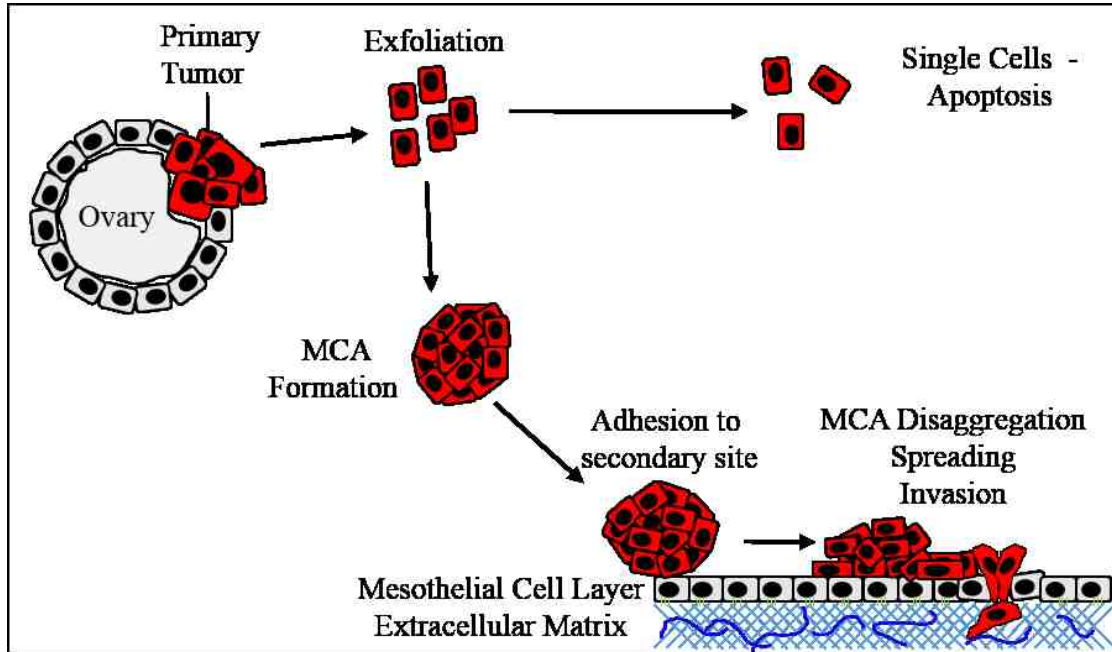 Primary
Tumor
Exfoliation
Single Cells -
Apoptosis
Ovary
MCA
Formation
Adhesion to
secondary site
MCA Disaggregation
Spreading
Invasion
Mesothelial Cell Layer
Extracellular Matrix